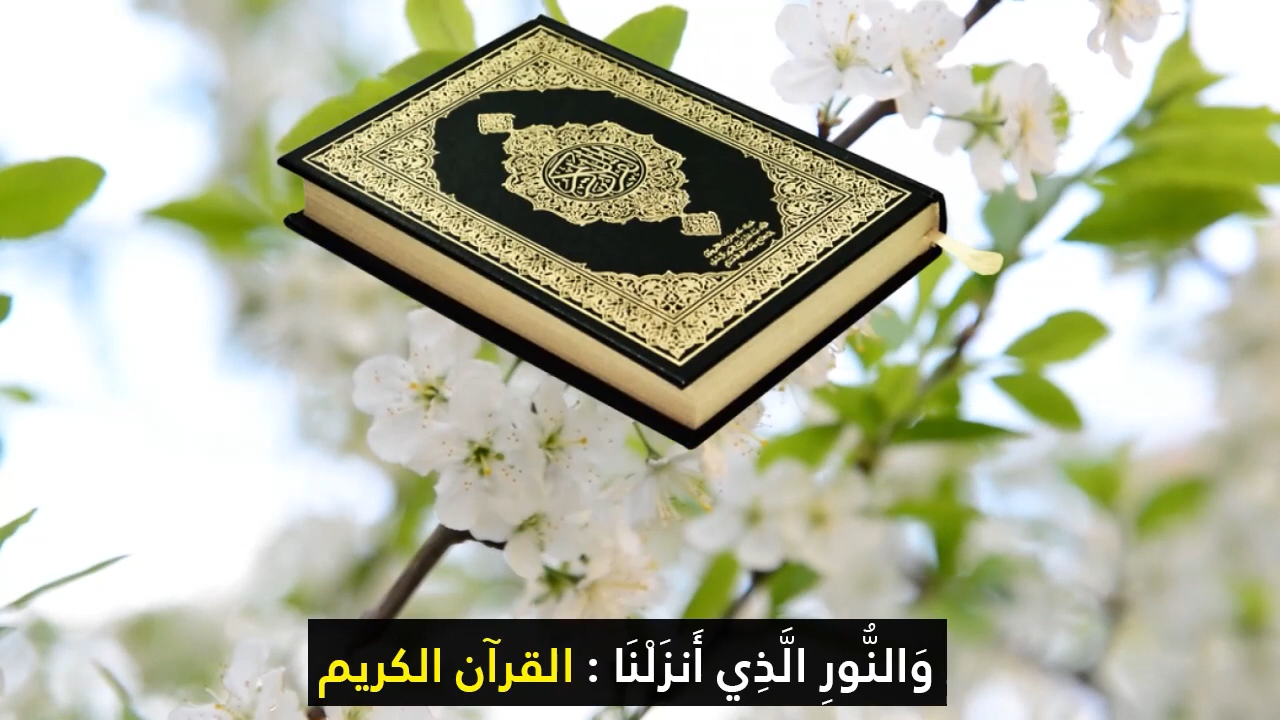 وَالنُّورِ الَّذِي أَنزَلْنَا : القرآن الكريم